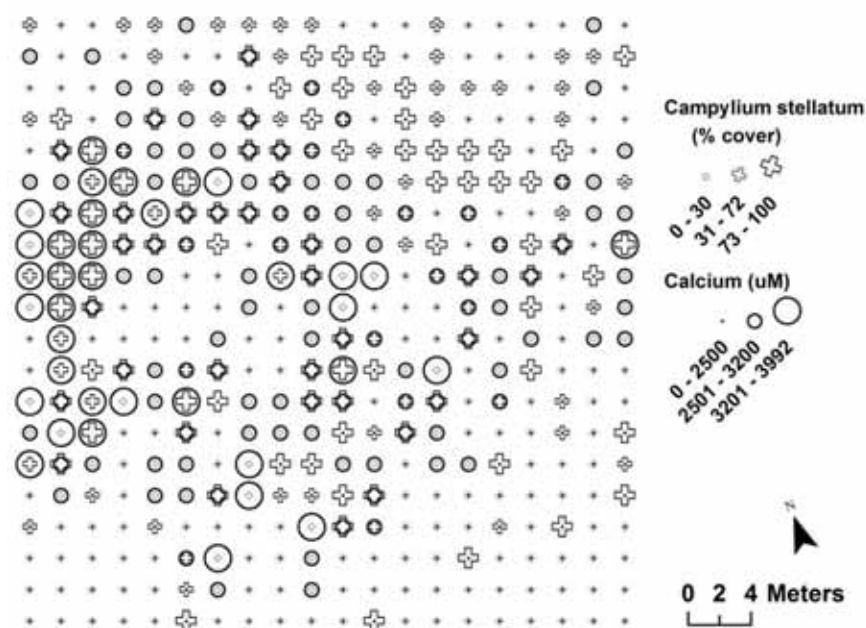 Campylium stellatum
(% cover)
0 - 30
31 - 72
73 - 100
Calcium (uM)
0 - 2500
2501 - 3200
3201 - 3992
N
0 2 4 Meters